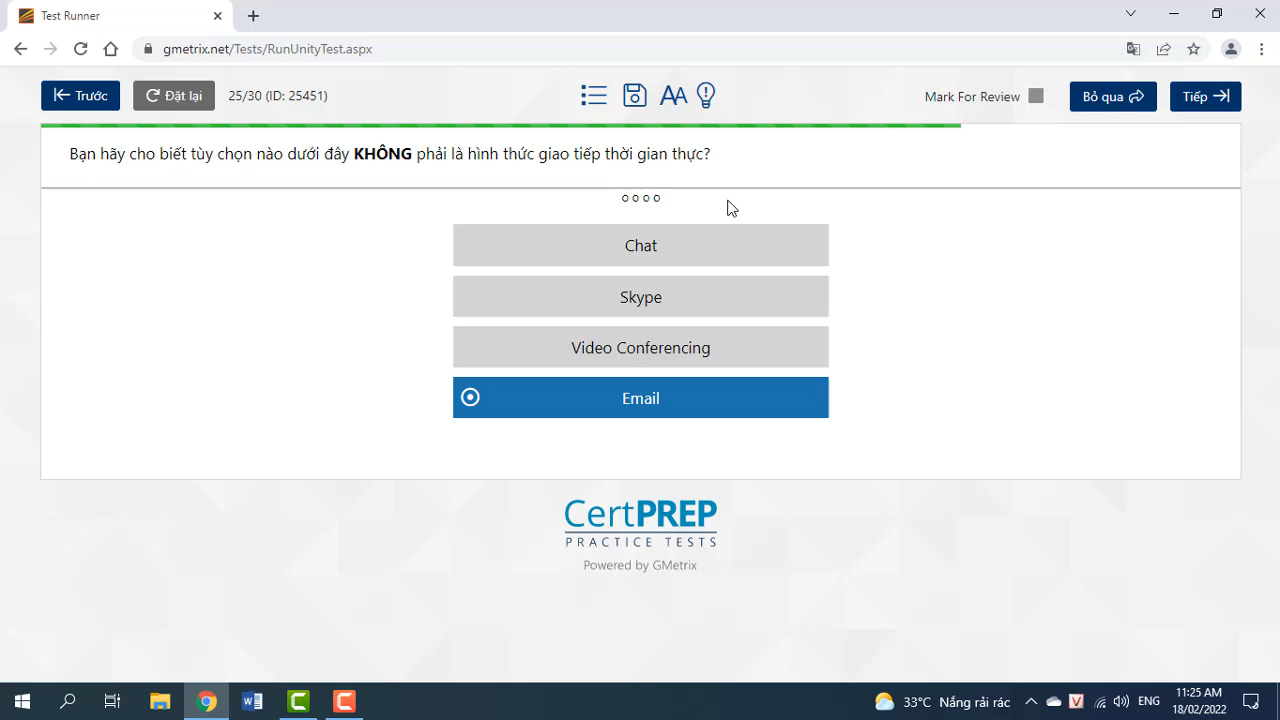 Test Runner
gmetrix.net/Tests/RunUnityTest.aspx
Trước
Đặt lại
25/30 (ID: 25451)
AA
Mark For Review
Bỏ qua
Tiếp
Bạn hãy cho biết tùy chọn nào dưới đây KHÔNG phải là hình thức giao tiếp thời gian thực?
Chat
Skype
Video Conferencing
Email
CertPREP
PRACTICE TESTS
Powered by GMetrix
33°C Nắng rải rác
ENG
11:25 AM
18/02/2022